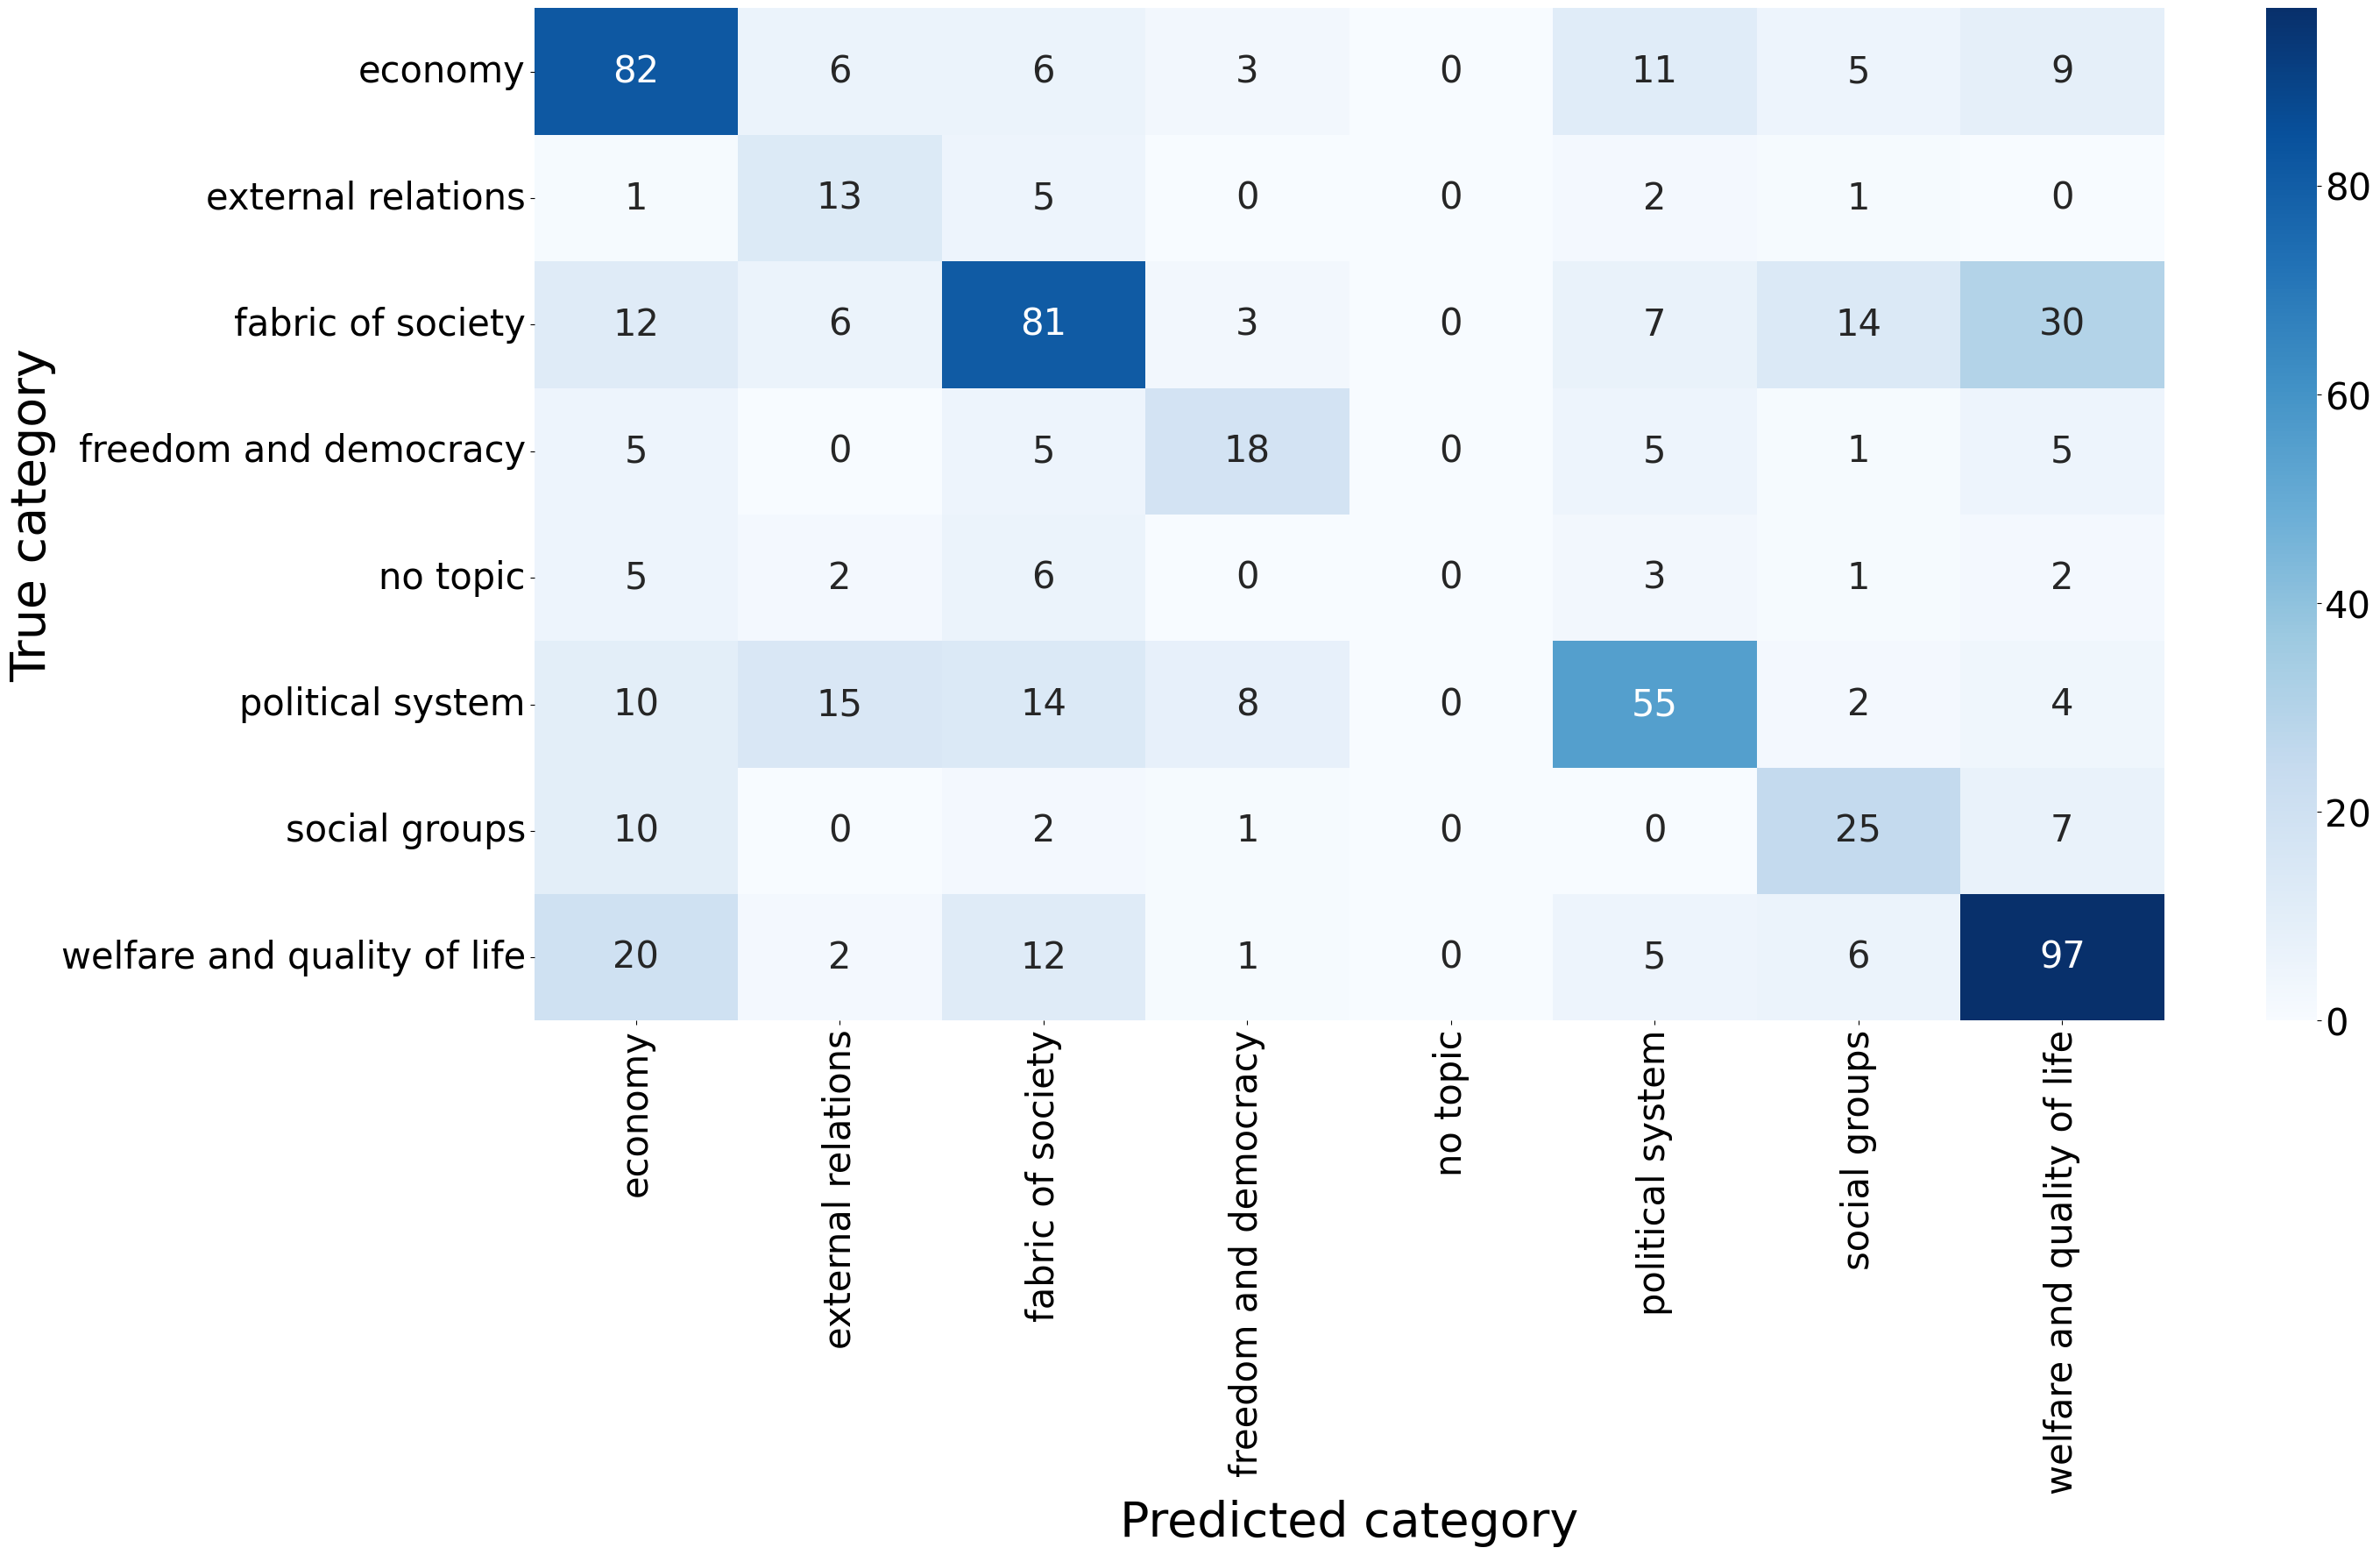 True category
economy 82 6 6 3 0 11 5 9
external relations 1 13 5 0 0 2 1 0
fabric of society 12 6 81 3 0 7 14 30
freedom and democracy 5 0 5 18 0 5 1 5
no topic 5 2 6 0 0 3 1 2
political system 10 15 14 8 0 55 2 4
social groups 10 0 2 1 0 0 25 7
welfare and quality of life 20 2 12 1 0 5 6 97
economy
external relations
fabric of society
freedom and democracy
no topic
political system
social groups
welfare and quality of life
Predicted category
80
60
40
20
0